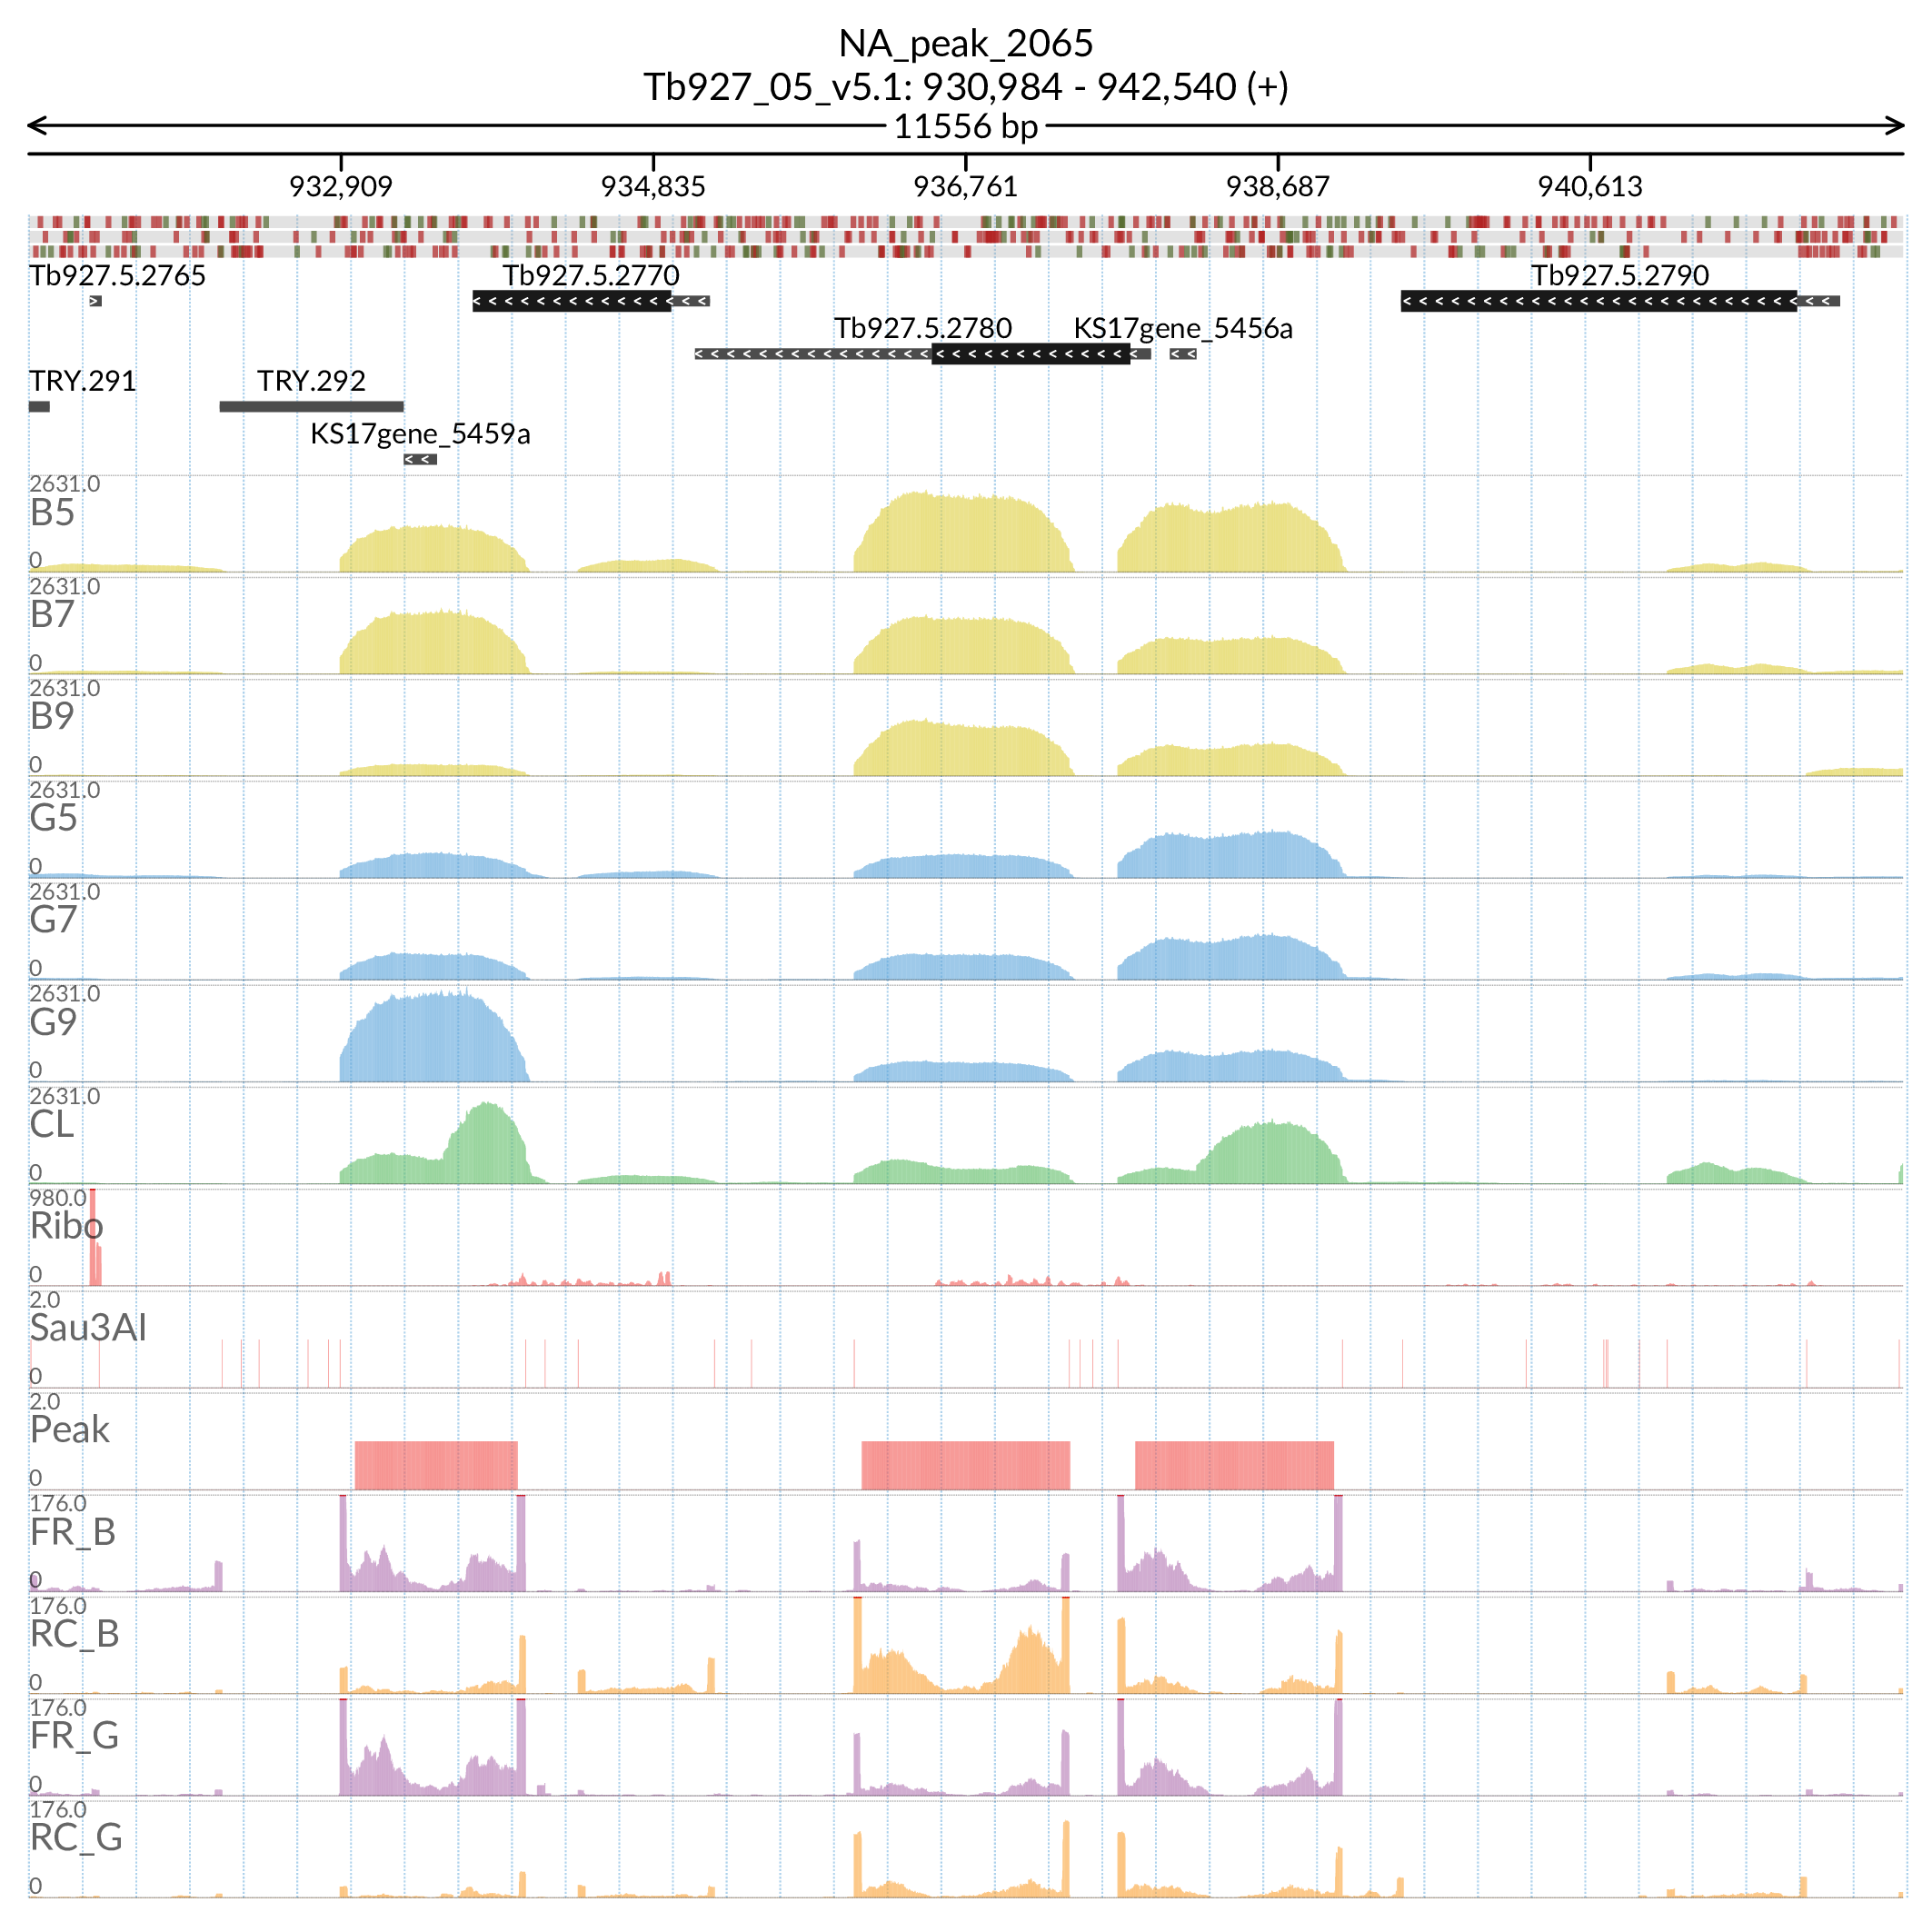 NA_peak_2065
Tb927_05_v5.1: 930,984 - 942,540 (+)
11556 bp
932,909 934,835 936,761 938,687 940,613
Tb927.5.2765 Tb927.5.2770 Tb927.5.2790
Tb927.5.2780 KS17gene_5456a
TRY.291 TRY.292
KS17gene_5459a
2631.0
B5
0
2631.0
B7
0
2631.0
B9
0
2631.0
G5
0
2631.0
G7
0
2631.0
G9
0
2631.0
CL
0
980.0
Ribo
0
2.0
Sau3AI
0
2.0
Peak
0
176.0
FR_B
0
176.0
RC_B
0
176.0
FR_G
0
176.0
RC_G
0